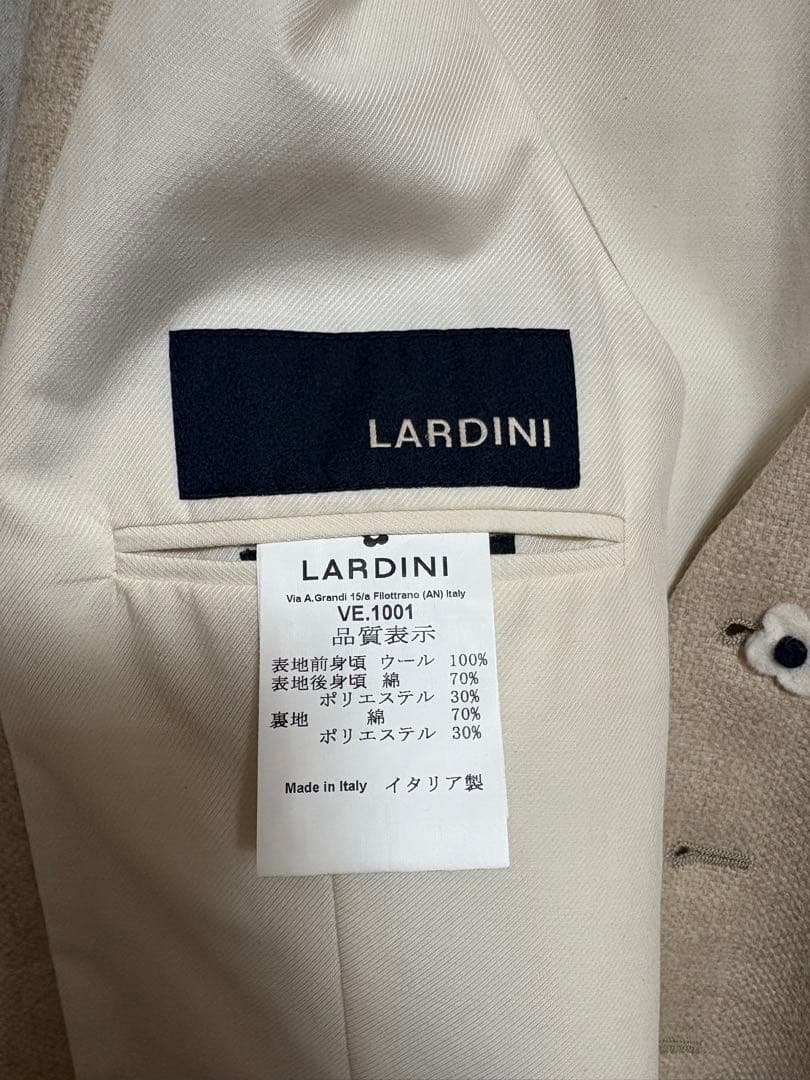 LARDINI
LARDINI
Via A.Grandi 15/a Filottrano (AN) Italy
VE.1001
品質表示
表地前身頃 ウール 100%
表地後身頃 綿 70%
ポリエステル 30%
裏地 綿 70%
ポリエステル 30%
Made in Italy イタリア製